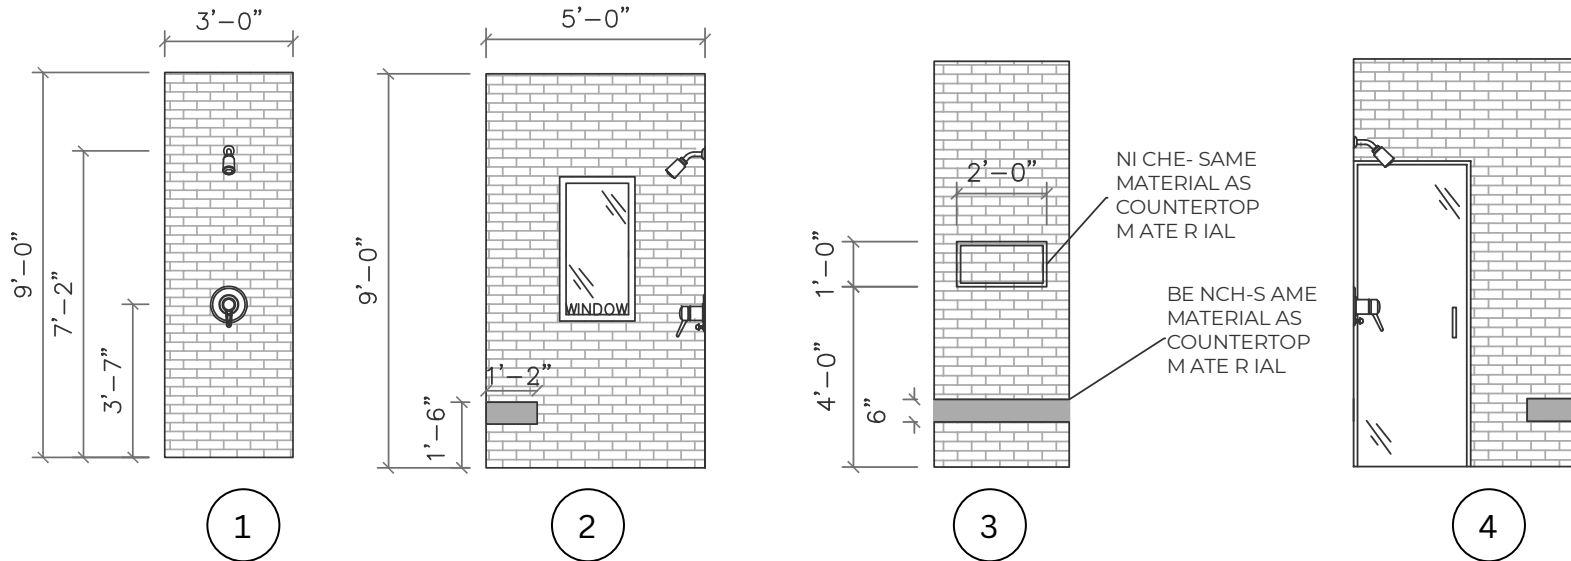 3’-0”
9’-0”
7’-2”
3’-7”
1
5’-0”
9’-0”
WINDOW
1’-2”
1’-6”
2
2’-0”
1’-0”
4’-0”
6”
NI CHE- SAME
MATERIAL AS
COUNTERTOP
M ATE R IAL
BE NCH-S AME
MATERIAL AS
COUNTERTOP
M ATE R IAL
3
4